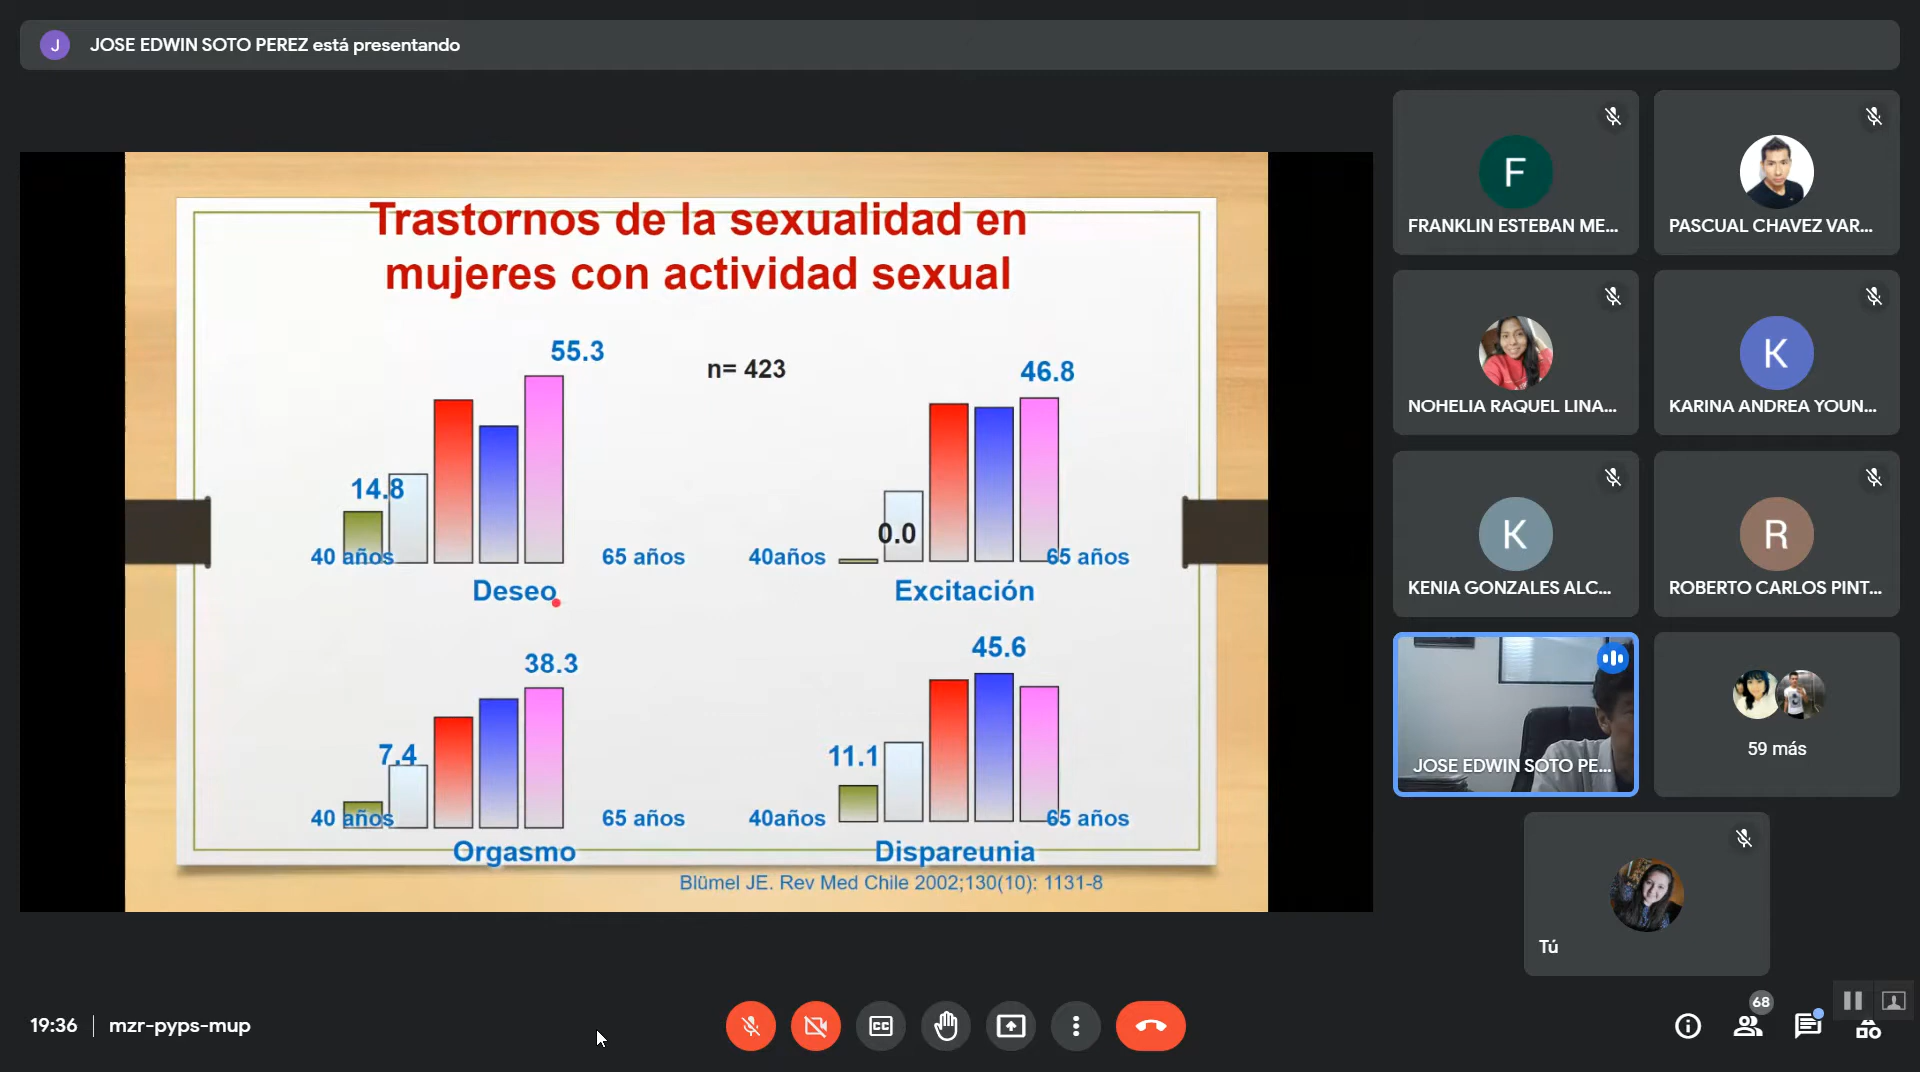 J
JOSE EDWIN SOTO PEREZ está presentando
Trastornos de la sexualidad en
mujeres con actividad sexual
n= 423
55.3
14.8
40 años
65 años
Deseo
46.8
0.0
40años
65 años
Excitación
38.3
7.4
40 años
65 años
Orgasmo
45.6
11.1
40años
65 años
Dispareunia
Blümel JE. Rev Med Chile 2002;130(10): 1131-8
F
FRANKLIN ESTEBAN ME...
PASCUAL CHAVEZ VAR...
NOHELIA RAQUEL LINA...
K
KARINA ANDREA YOUN...
K
KENIA GONZALES ALC...
R
ROBERTO CARLOS PINT...
JOSE EDWIN SOTO PE...
59 más
Tú
19:36 | mzr-pyps-mup
CC
68